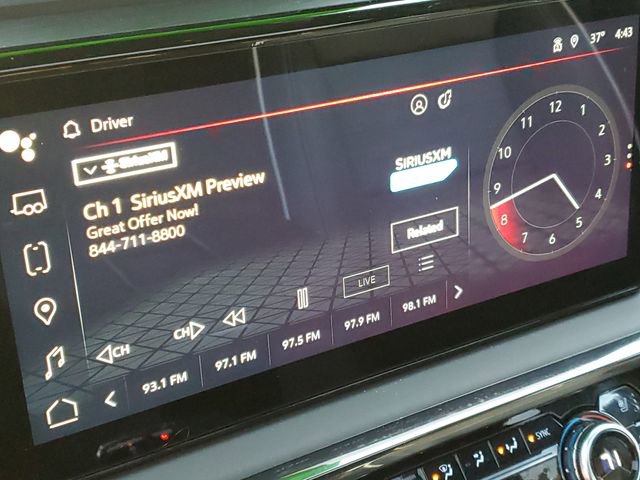 37° 4:43
Driver
SiriusXM
Ch 1 SiriusXM Preview
Great Offer Now!
844-711-8800
SIRIUSXM
Related
12
1
2
3
4
5
6
7
8
9
10
11
LIVE
CH
CH
93.1 FM
97.1 FM
97.5 FM
97.9 FM
98.1 FM
SYNC